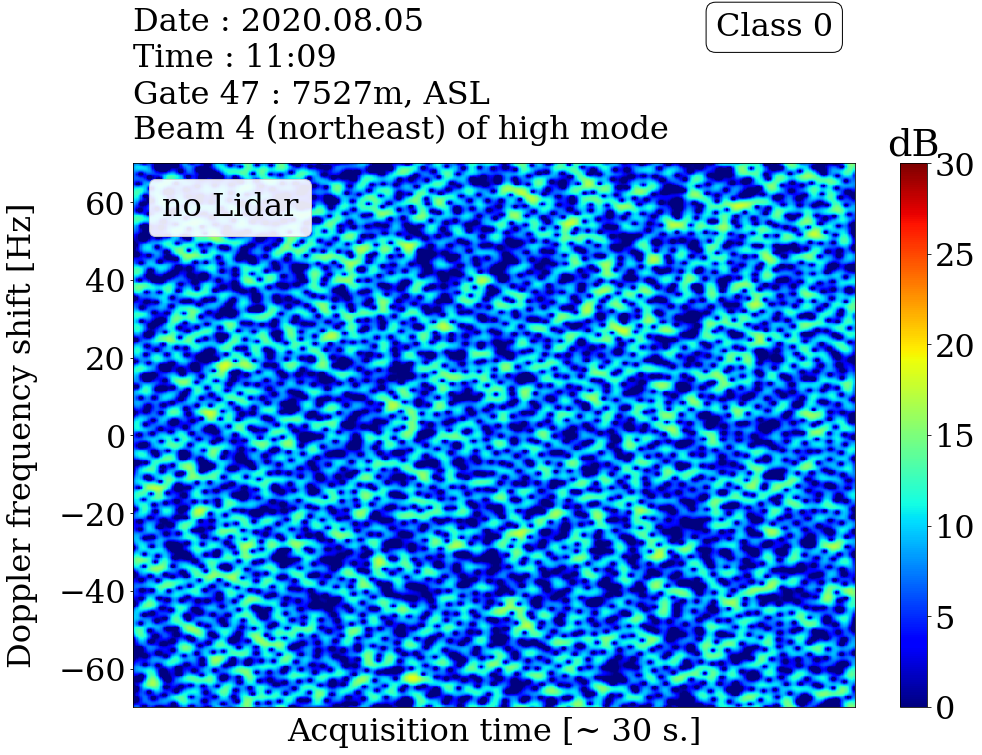 Date : 2020.08.05
Time : 11:09
Gate 47 : 7527m, ASL
Beam 4 (northeast) of high mode
Class 0
dB
no Lidar
Doppler frequency shift [Hz]
60
40
20
0
−20
−40
−60
Acquisition time [~ 30 s.]
30
25
20
15
10
5
0